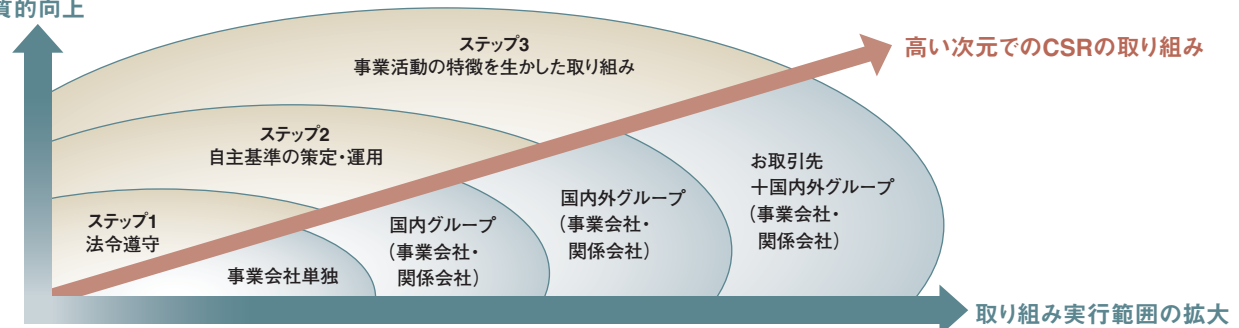 質的向上
ステップ3
事業活動の特徴を生かした取り組み
高い次元でのCSRの取り組み
ステップ2
自主基準の策定・運用
お取引先
＋国内外グループ
（事業会社・
関係会社）
国内外グループ
（事業会社・
関係会社）
ステップ1
法令遵守
国内グループ
（事業会社・
関係会社）
事業会社単独
取り組み実行範囲の拡大